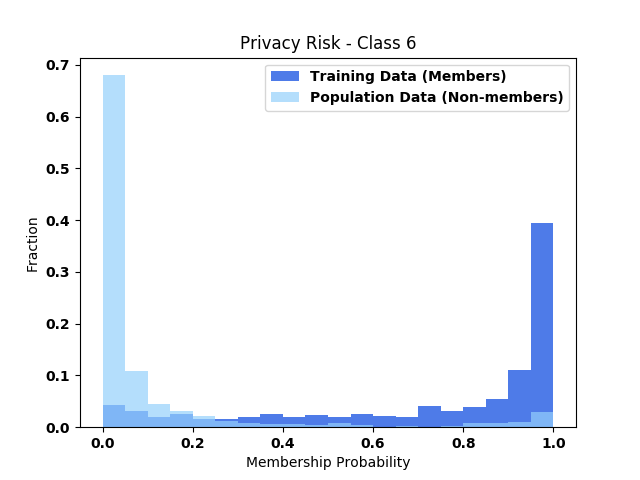 Privacy Risk - Class 6
Training Data (Members)
Population Data (Non-members)
0.7
0.6
0.5
0.4
0.3
0.2
0.1
0.0
Fraction
0.0 0.2 0.4 0.6 0.8 1.0
Membership Probability